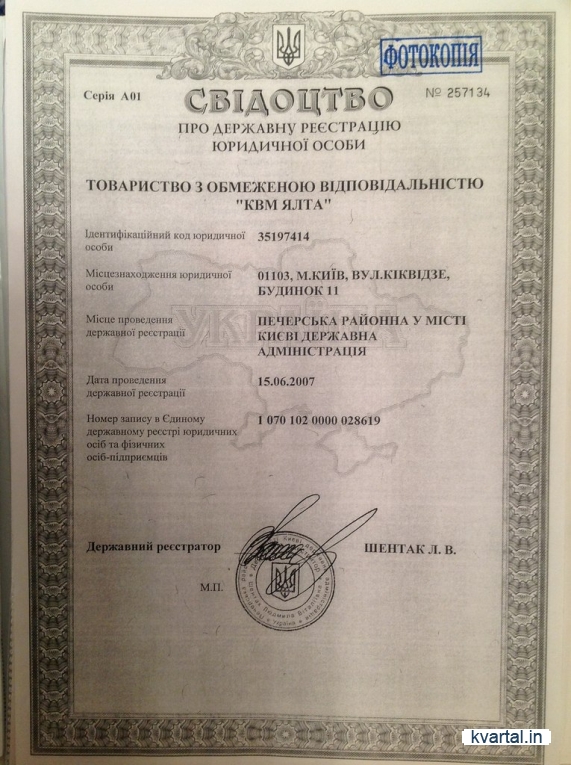 ФОТОКОПІЯ
Серія А01
СВІДОЦТВО
№ 257134
ПРО ДЕРЖАВНУ РЕЄСТРАЦІЮ
ЮРИДИЧНОЇ ОСОБИ
ТОВАРИСТВО З ОБМЕЖЕНОЮ ВІДПОВІДАЛЬНІСТЮ
"КВМ ЯЛТА"
Ідентифікаційний код юридичної
особи
35197414
Місцезнаходження юридичної
особи
01103, М.КИЇВ, ВУЛ.КІКВІДЗЕ,
БУДИНОК 11
УКРАЇНА
Місце проведення
державної реєстрації
ПЕЧЕРСЬКА РАЙОННА У МІСТІ
КИЄВІ ДЕРЖАВНА
АДМІНІСТРАЦІЯ
Дата проведення
державної реєстрації
15.06.2007
Номер запису в Єдиному
державному реєстрі юридичних
осіб та фізичних
осіб-підприємців
1 070 102 0000 028619
Державний реєстратор
ШЕНТАК Л. В.
М.П.
kvartal.in